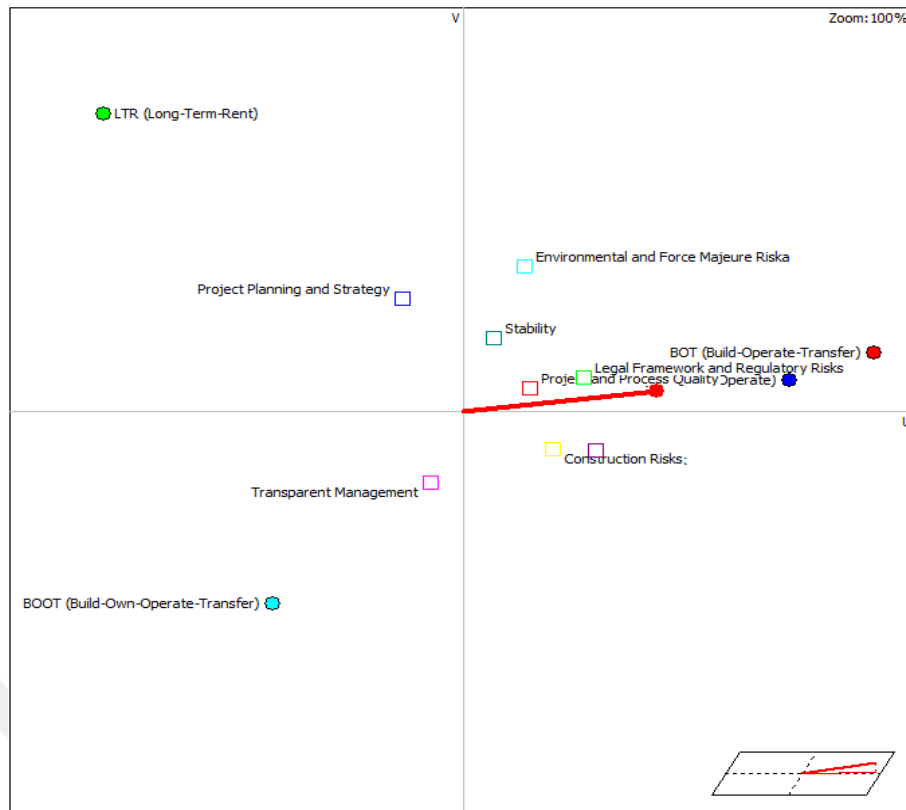 V
Zoom: 100%
LTR (Long-Term-Rent)
Environmental and Force Majeure Riska
Project Planning and Strategy
Stability
BOT (Build-Operate-Transfer)
Legal Framework and Regulatory Risks
and Process Quality
Operate)
U
Construction Risks
Transparent Management
BOOT (Build-Own-Operate-Transfer)